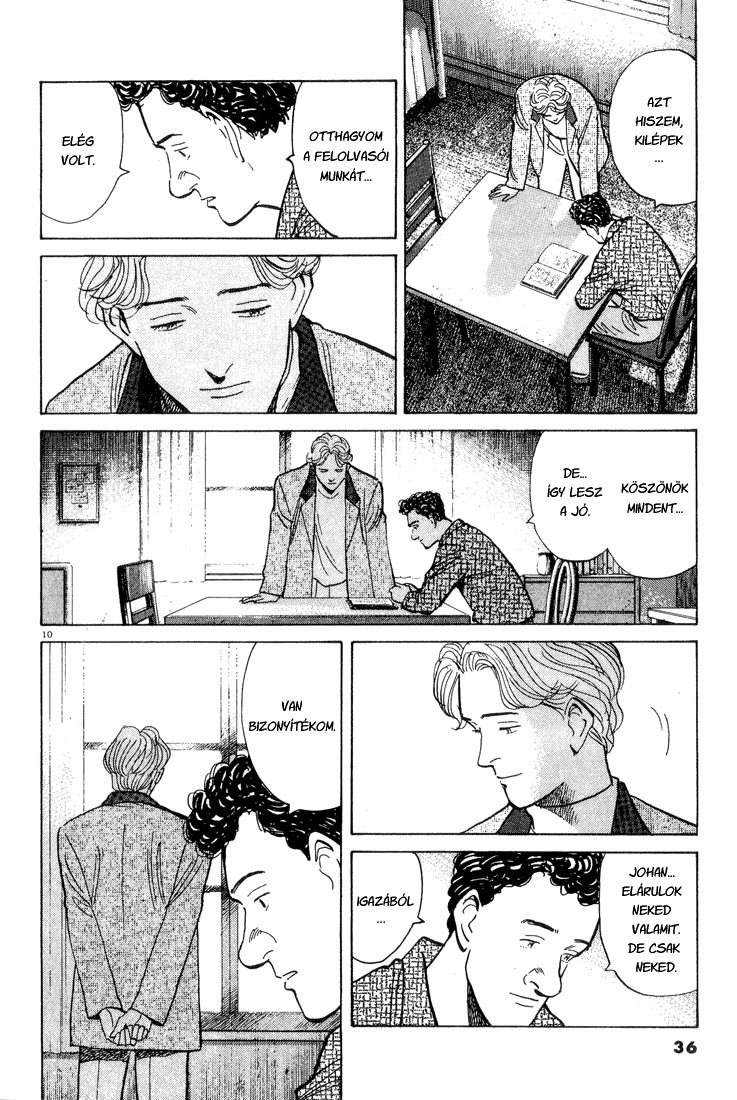 AZT
HISZEM,
KILÉPEK
...
OTTHAGYOM
A FELOLVASÓI
MUNKÁT...
ELÉG
VOLT.
KÖSZÖNÖK
MINDENT...
DE...
ÍGY LESZ
A JÓ.
10
JOHAN...
ELÁRULOK
NEKED
VALAMIT.
DE CSAK
NEKED.
IGAZÁBÓL
...
VAN
BIZONYÍTÉKOM.
36